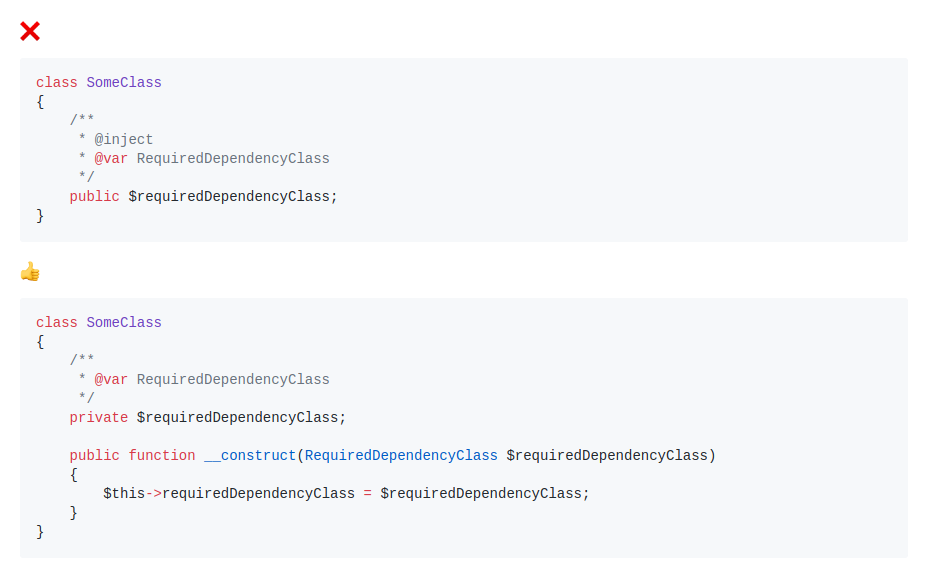 ❌
class SomeClass
{
    /**
     * @inject
     * @var RequiredDependencyClass
     */
    public $requiredDependencyClass;
}
👍
class SomeClass
{
    /**
     * @var RequiredDependencyClass
     */
    private $requiredDependencyClass;

    public function __construct(RequiredDependencyClass $requiredDependencyClass)
    {
        $this->requiredDependencyClass = $requiredDependencyClass;
    }
}